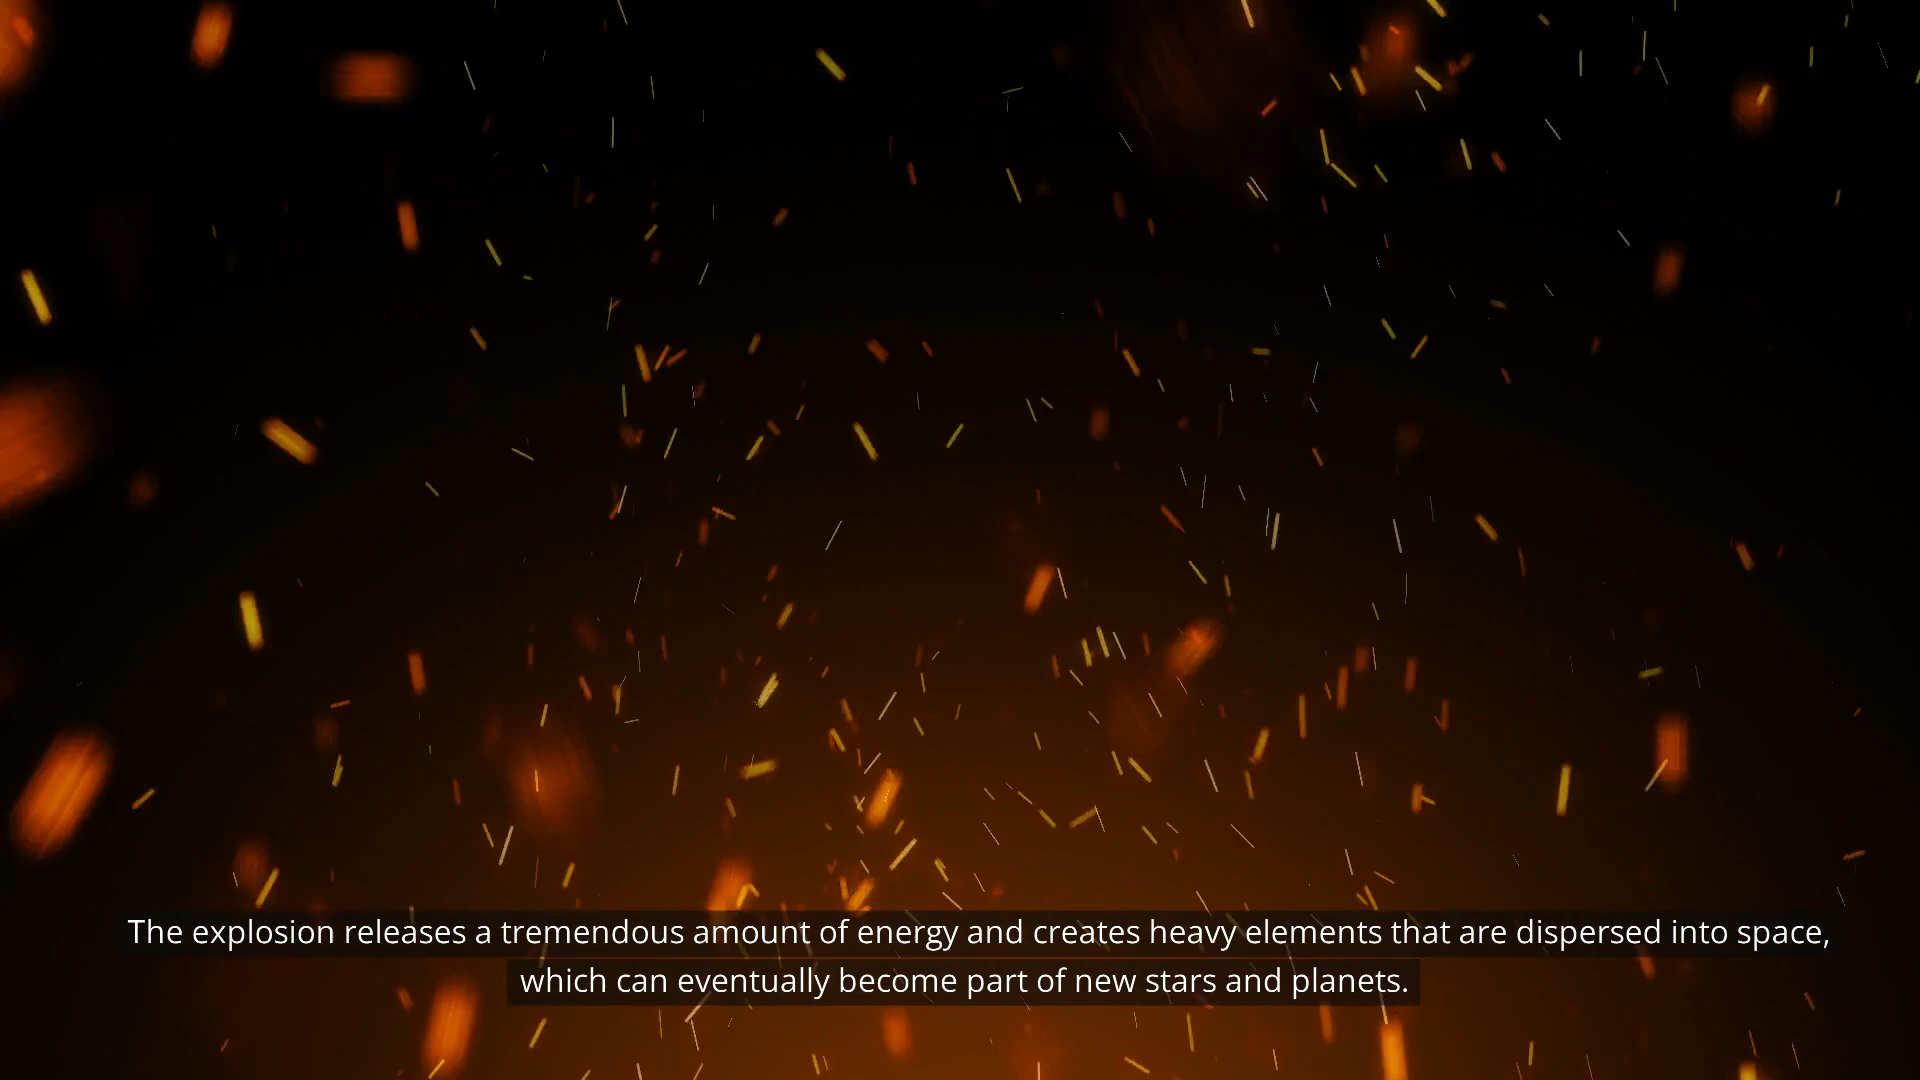 The explosion releases a tremendous amount of energy and creates heavy elements that are dispersed into space,
which can eventually become part of new stars and planets.